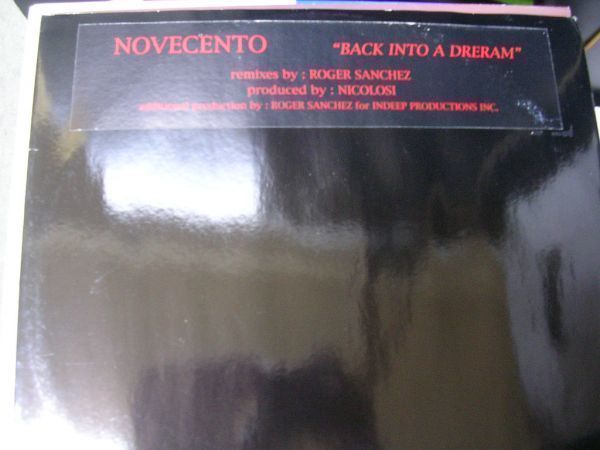 NOVECENTO "BACK INTO A DRERAM"
remixes by : ROGER SANCHEZ
produced by : NICOLOSI
additional production by : ROGER SANCHEZ for INDEEP PRODUCTIONS INC.